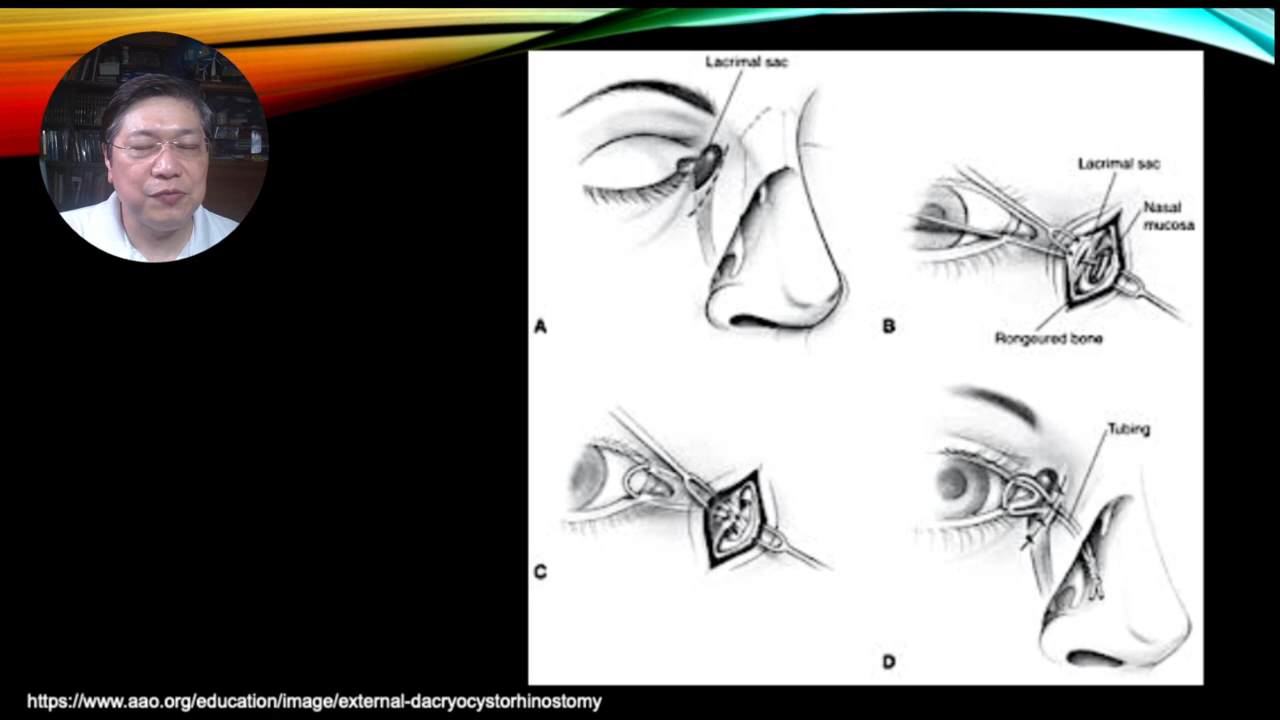 Lacrimal sac
A
Lacrimal sac
Nasal
mucosa
Rongeured bone
B
C
Tubing
D
https://www.aao.org/education/image/external-dacryocystorhinostomy